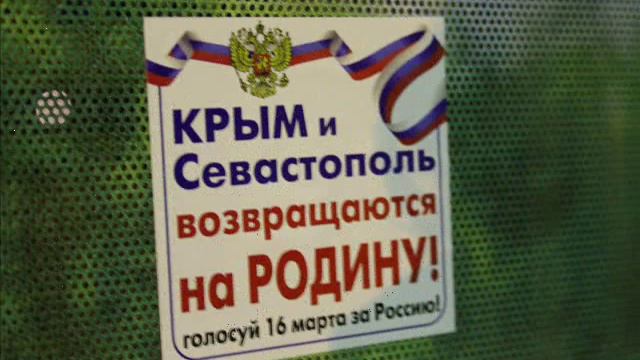 КРЫМ и
Севастополь
возвращаются
на РОДИНУ!
голосуй 16 марта за Россию!